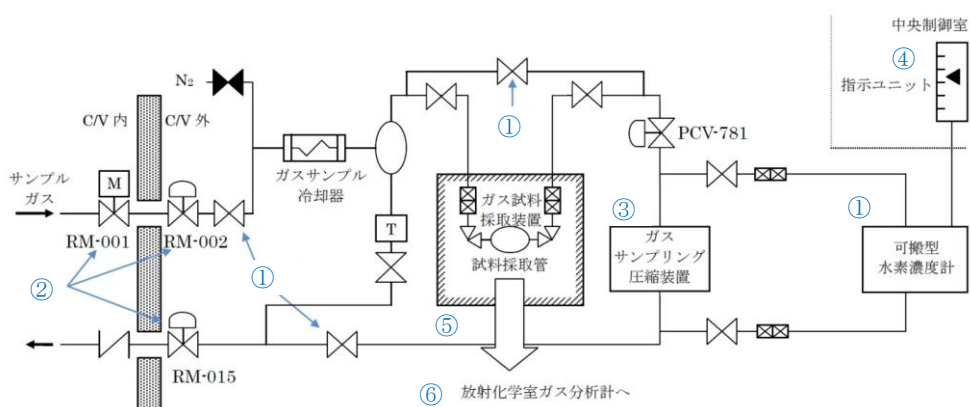 中央制御室
④
指示ユニット
N₂
①
PCV-781
C/V 内
C/V 外
ガスサンプル
冷却器
サンプル
ガス
M
RM-001
RM-002
T
ガス試料
採取装置
試料採取管
③
ガス
サンプリング
圧縮装置
①
可搬型
水素濃度計
②
①
RM-015
⑤
⑥
放射化学室ガス分析計へ